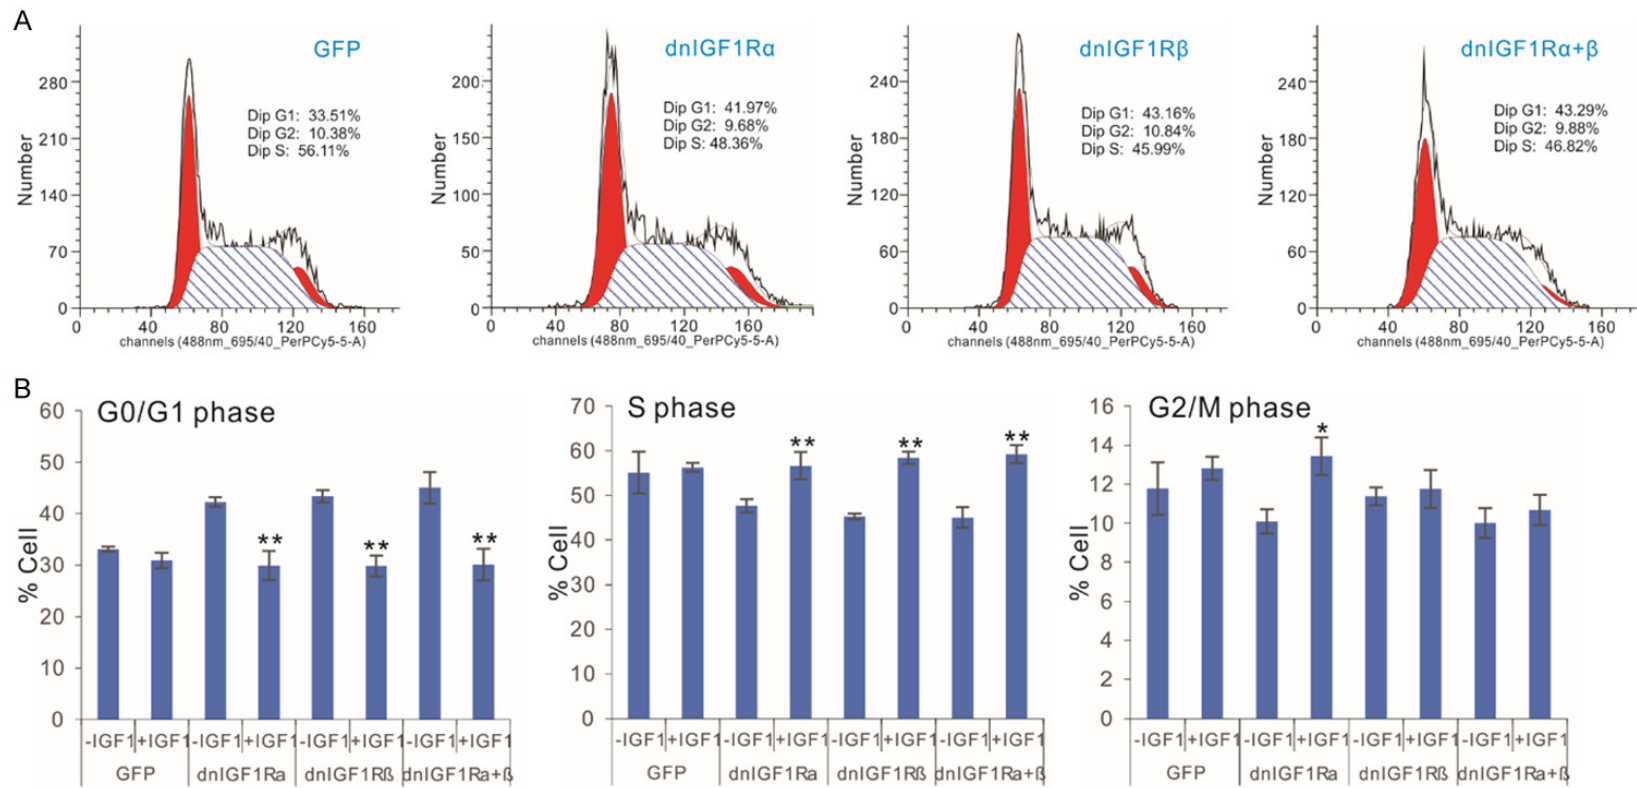 A
GFP
Dip G1: 33.51%
Dip G2: 10.38%
Dip S: 56.11%
Number
280
210
140
70
0
0 40 80 120 160
channels (488nm_695/40_PerPCy5-5-A)
dnIGF1Rα
Dip G1: 41.97%
Dip G2: 9.68%
Dip S: 48.36%
Number
200
150
100
50
0
0 40 80 120 160
channels (488nm_695/40_PerPCy5-5-A)
dnIGF1Rβ
Dip G1: 43.16%
Dip G2: 10.84%
Dip S: 45.99%
Number
240
180
120
60
0
0 40 80 120 160
channels (488nm_695/40_PerPCy5-5-A)
dnIGF1Rα+β
Dip G1: 43.29%
Dip G2: 9.88%
Dip S: 46.82%
Number
240
180
120
60
0
0 40 80 120 160
channels (488nm_695/40_PerPCy5-5-A)
B
G0/G1 phase
% Cell
60
50
40
30
20
10
0
** ** **
-IGF1 +IGF1 -IGF1 +IGF1 -IGF1 +IGF1 -IGF1 +IGF1
GFP dnIGF1Ra dnIGF1Rß dnIGF1Ra+ß
S phase
% Cell
70
60
50
40
30
20
10
0
** ** **
-IGF1 +IGF1 -IGF1 +IGF1 -IGF1 +IGF1 -IGF1 +IGF1
GFP dnIGF1Ra dnIGF1Rß dnIGF1Ra+ß
G2/M phase
% Cell
16
14
12
10
8
6
4
2
0
*
-IGF1 +IGF1 -IGF1 +IGF1 -IGF1 +IGF1 -IGF1 +IGF1
GFP dnIGF1Ra dnIGF1Rß dnIGF1Ra+ß